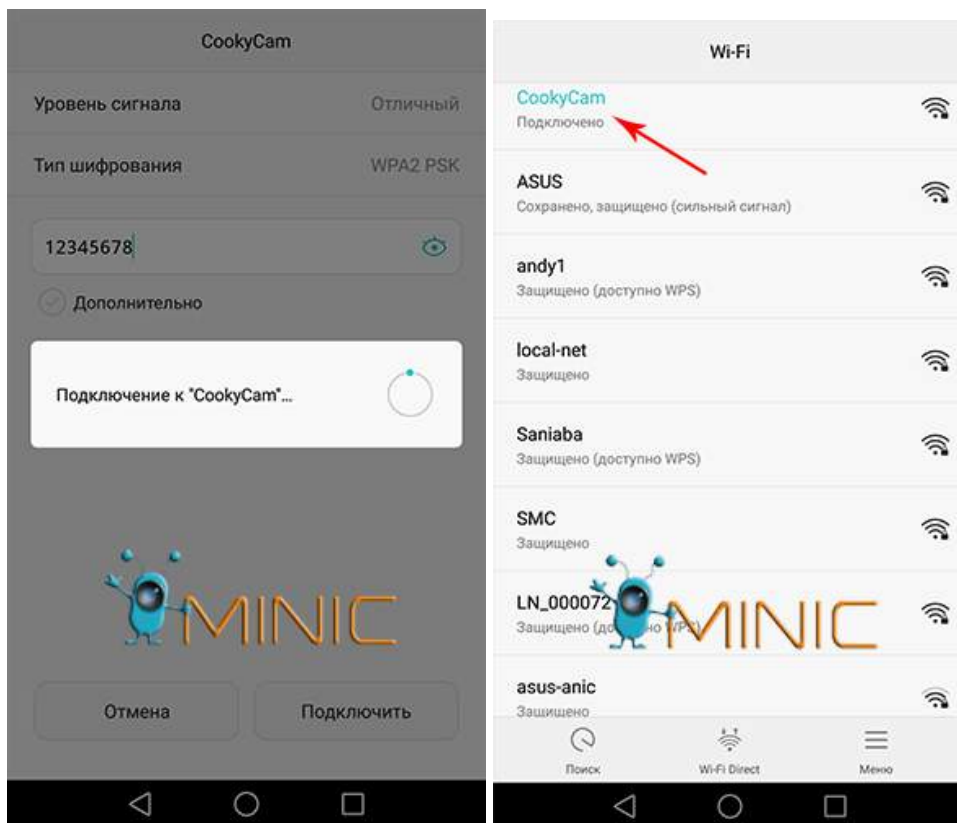 CookyCam
Уровень сигнала Отличный
Тип шифрования WPA2 PSK
12345678
Дополнительно
Подключение к "CookyCam"...
MINIC
Отмена Подключить
Wi-Fi
CookyCam
Подключено
ASUS
Сохранено, защищено (сильный сигнал)
andy1
Защищено (доступно WPS)
local-net
Защищено
Saniaba
Защищено (доступно WPS)
SMC
Защищено
LN_000072
Защищено
MINIC
asus-anic
Защищено
Поиск Wi-Fi Direct Меню